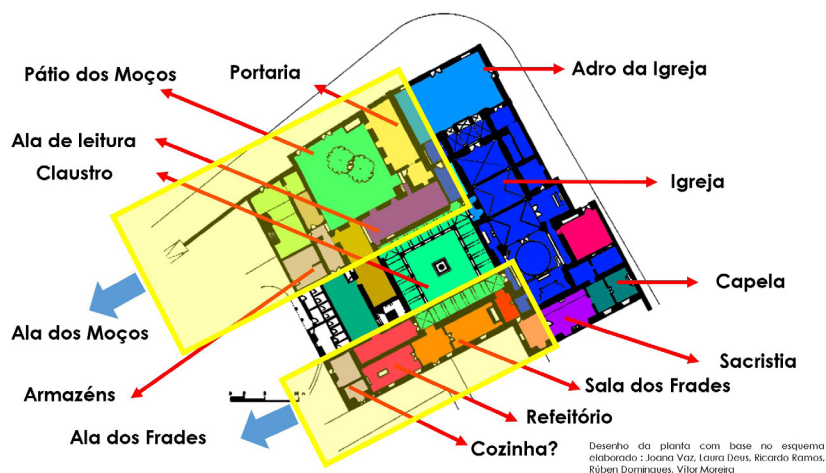 Pátio dos Moços
Portaria
Adro da Igreja
Ala de leitura
Claustro
Igreja
Capela
Ala dos Moços
Sacristia
Armazéns
Sala dos Frades
Refeitório
Ala dos Frades
Cozinha?
Desenho da planta com base no esquema
elaborado : Joana Vaz, Laura Deus, Ricardo Ramos,
Rúben Domingues, Vítor Moreira